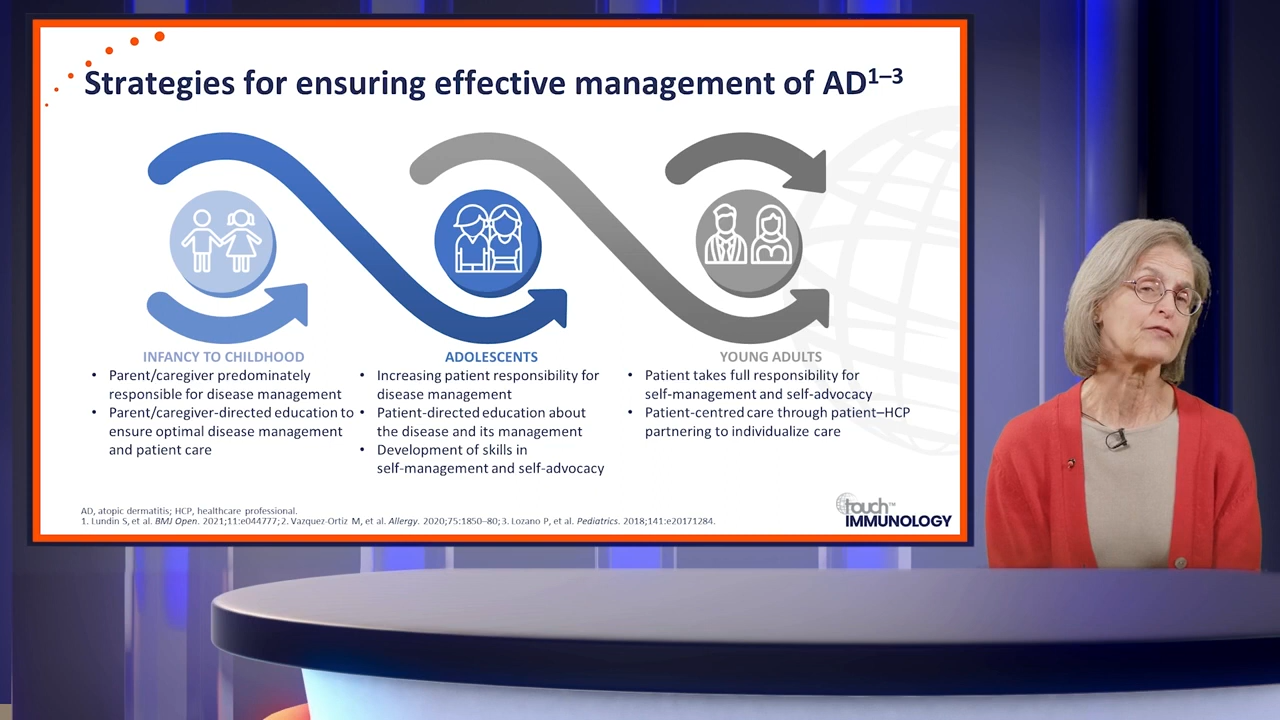 Strategies for ensuring effective management of AD1–3
INFANCY TO CHILDHOOD
• Parent/caregiver predominately
responsible for disease management
• Parent/caregiver-directed education to
ensure optimal disease management
and patient care
ADOLESCENTS
• Increasing patient responsibility for
disease management
• Patient-directed education about
the disease and its management
• Development of skills in
self-management and self-advocacy
YOUNG ADULTS
• Patient takes full responsibility for
self-management and self-advocacy
• Patient-centred care through patient–HCP
partnering to individualize care
AD, atopic dermatitis; HCP, healthcare professional.
1. Lundin S, et al. BMJ Open. 2021;11:e044777; 2. Vazquez-Ortiz M, et al. Allergy. 2020;75:1850–80; 3. Lozano P, et al. Pediatrics. 2018;141:e20171284.
touch™
IMMUNOLOGY